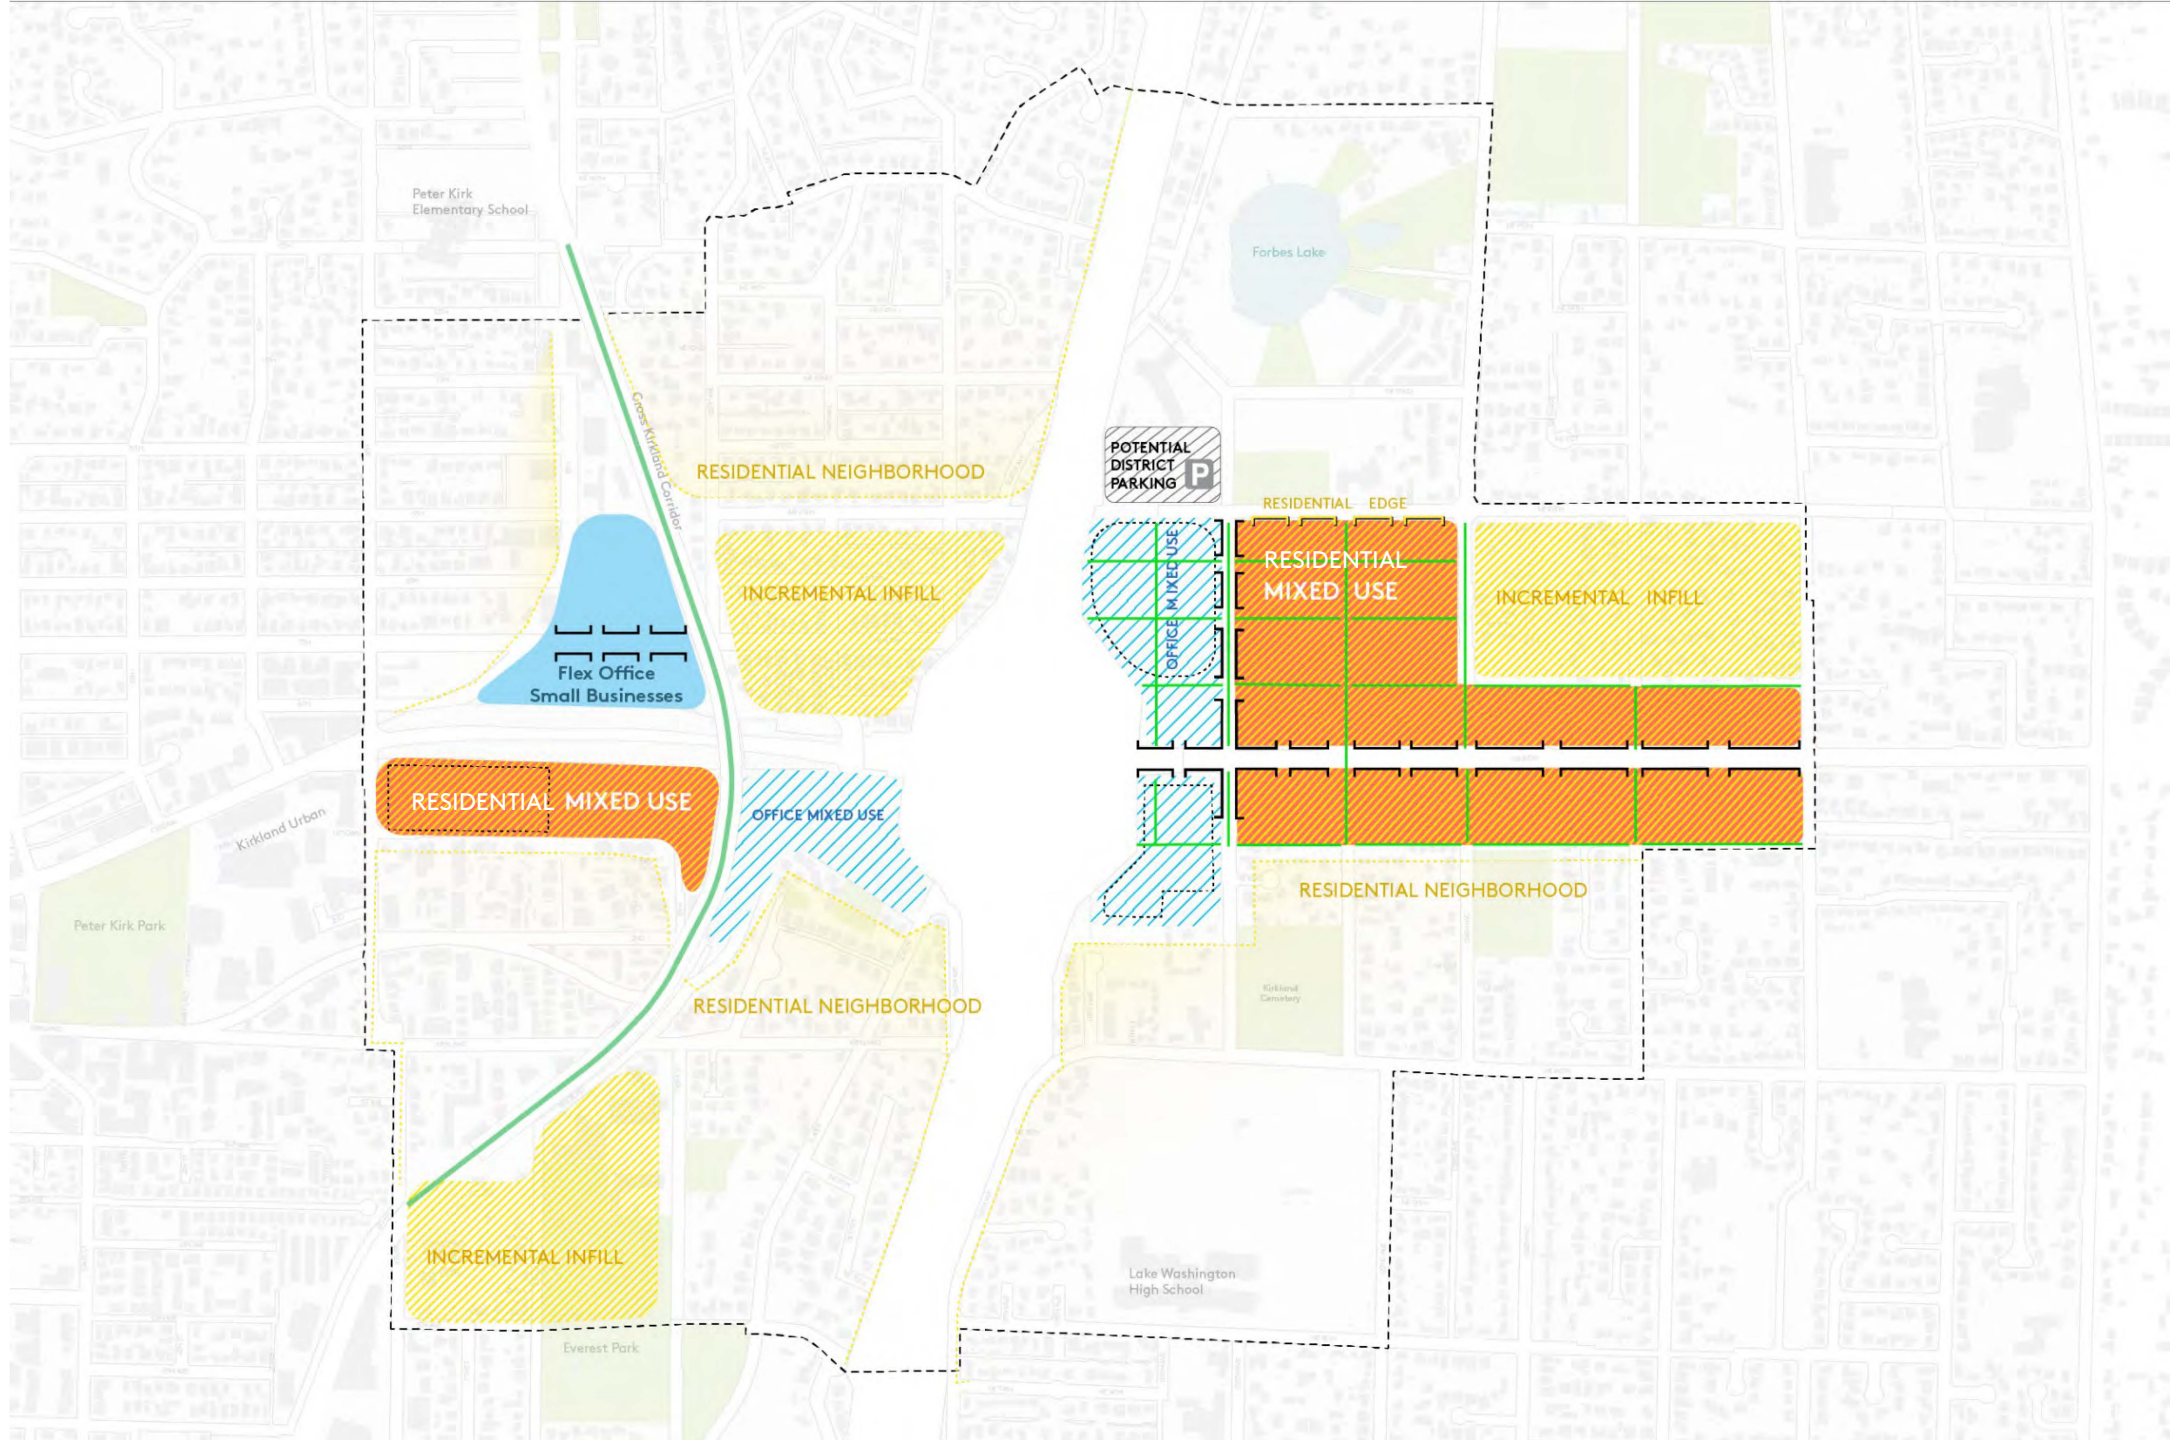 Peter Kirk
Elementary School
Forbes Lake
Cross Kirkland Corridor
POTENTIAL
DISTRICT
PARKING
P
RESIDENTIAL NEIGHBORHOOD
RESIDENTIAL EDGE
RESIDENTIAL
MIXED USE
OFFICE MIXED USE
INCREMENTAL INFILL
INCREMENTAL INFILL
Flex Office
Small Businesses
RESIDENTIAL MIXED USE
OFFICE MIXED USE
Kirkland Urban
RESIDENTIAL NEIGHBORHOOD
Peter Kirk Park
Kirkland
Cemetery
RESIDENTIAL NEIGHBORHOOD
INCREMENTAL INFILL
Lake Washington
High School
Everest Park